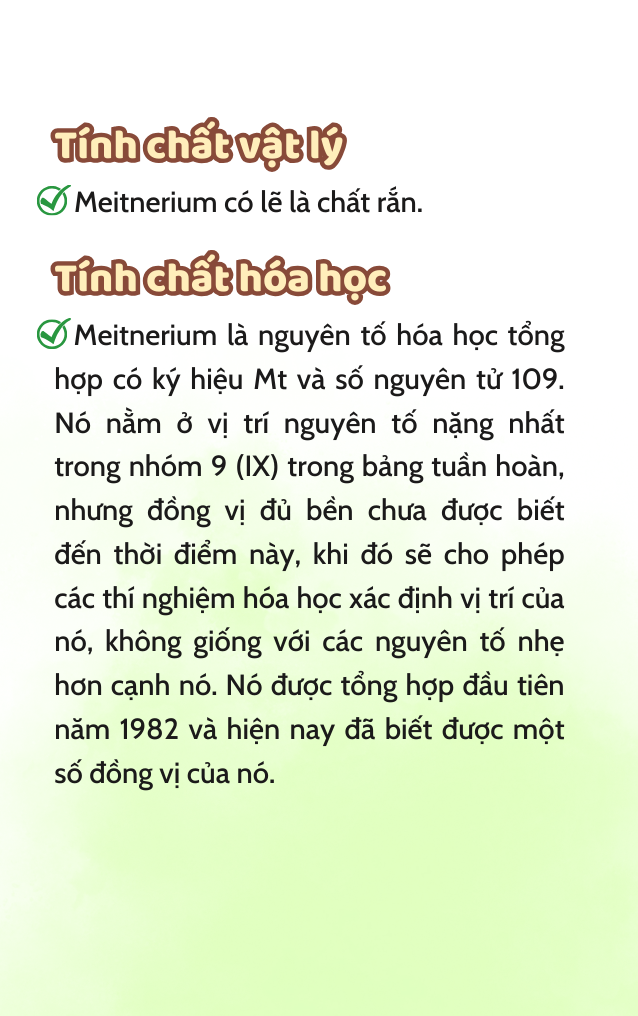 Tính chất vật lý
Meitnerium có lẽ là chất rắn.
Tính chất hóa học
Meitnerium là nguyên tố hóa học tổng
hợp có ký hiệu Mt và số nguyên tử 109.
Nó nằm ở vị trí nguyên tố nặng nhất
trong nhóm 9 (IX) trong bảng tuần hoàn,
nhưng đồng vị đủ bền chưa được biết
đến thời điểm này, khi đó sẽ cho phép
các thí nghiệm hóa học xác định vị trí của
nó, không giống với các nguyên tố nhẹ
hơn cạnh nó. Nó được tổng hợp đầu tiên
năm 1982 và hiện nay đã biết được một
số đồng vị của nó.